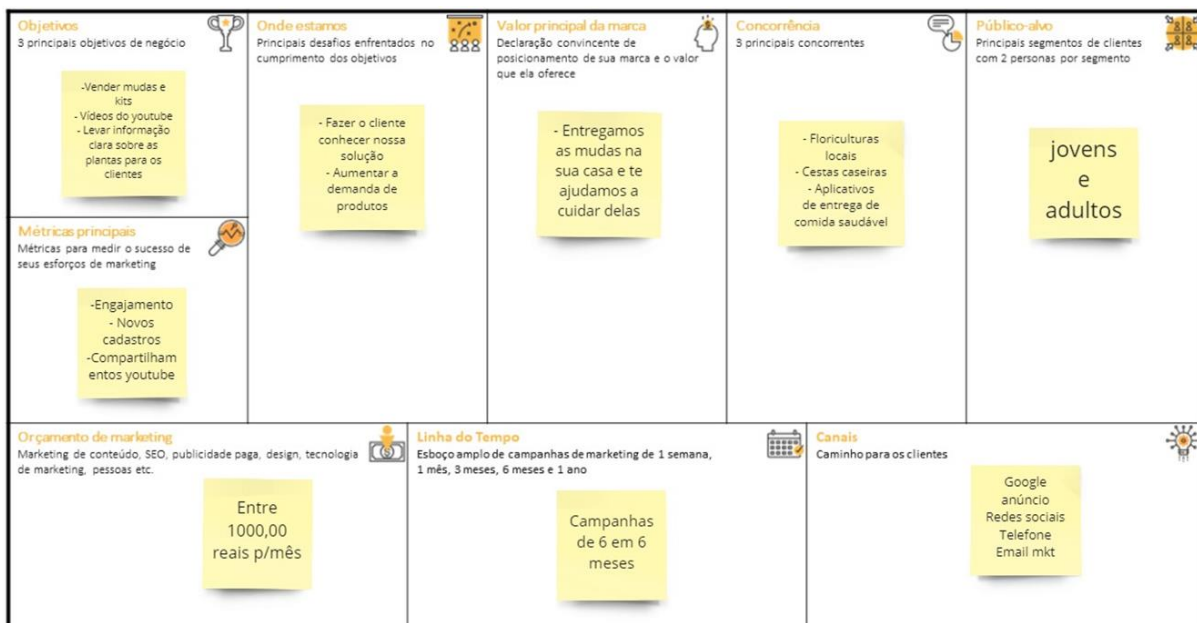 Objetivos
3 principais objetivos de negócio
-Vender mudas e
kits
- Vídeos do youtube
- Levar informação
clara sobre as
plantas para os
clientes
Métricas principais
Métricas para medir o sucesso de
seus esforços de marketing
-Engajamento
- Novos
cadastros
-Compartilham
entos youtube
Onde estamos
Principais desafios enfrentados no
cumprimento dos objetivos
- Fazer o cliente
conhecer nossa
solução
- Aumentar a
demanda de
produtos
Valor principal da marca
Declaração convincente de
posicionamento de sua marca e o valor
que ela oferece
- Entregamos
as mudas na
sua casa e te
ajudamos a
cuidar delas
Concorrência
3 principais concorrentes
- Floriculturas
locais
- Cestas caseiras
- Aplicativos
de entrega de
comida saudável
Público-alvo
Principais segmentos de clientes
com 2 personas por segmento
jovens
e
adultos
Orçamento de marketing
Marketing de conteúdo, SEO, publicidade paga, design, tecnologia
de marketing, pessoas etc.
Entre
1000,00
reais p/mês
Linha do Tempo
Esboço amplo de campanhas de marketing de 1 semana,
1 mês, 3 meses, 6 meses e 1 ano
Campanhas
de 6 em 6
meses
Canais
Caminho para os clientes
Google
anúncio
Redes sociais
Telefone
Email mkt